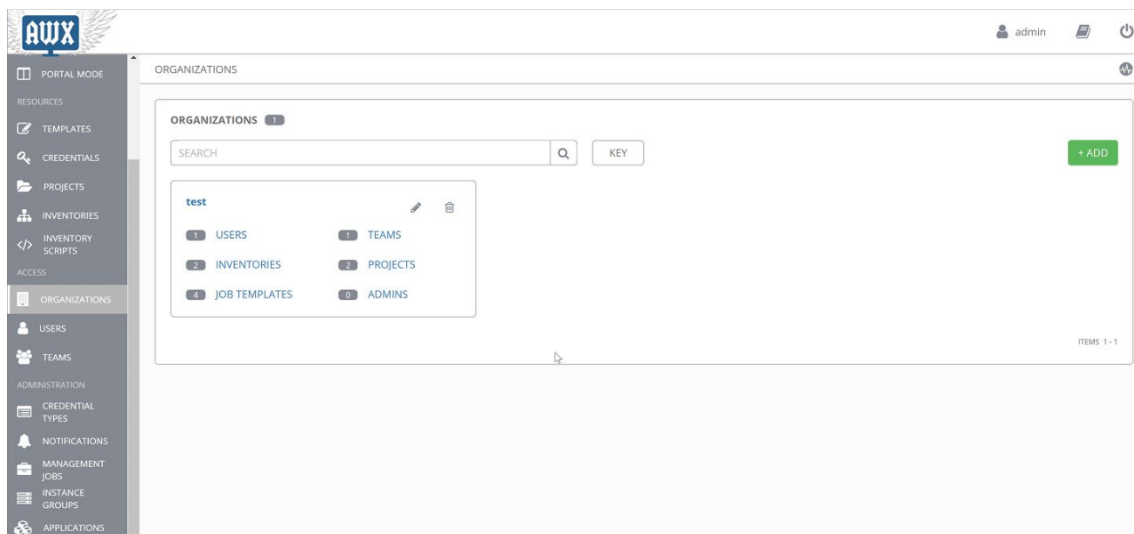 AWX
admin
PORTAL MODE
ORGANIZATIONS
RESOURCES
TEMPLATES
CREDENTIALS
PROJECTS
INVENTORIES
INVENTORY
SCRIPTS
ACCESS
ORGANIZATIONS
USERS
TEAMS
ADMINISTRATION
CREDENTIAL
TYPES
NOTIFICATIONS
MANAGEMENT
JOBS
INSTANCE
GROUPS
APPLICATIONS
ORGANIZATIONS 1
SEARCH KEY + ADD
test
1 USERS 1 TEAMS
2 INVENTORIES 2 PROJECTS
4 JOB TEMPLATES 0 ADMINS
ITEMS 1 - 1